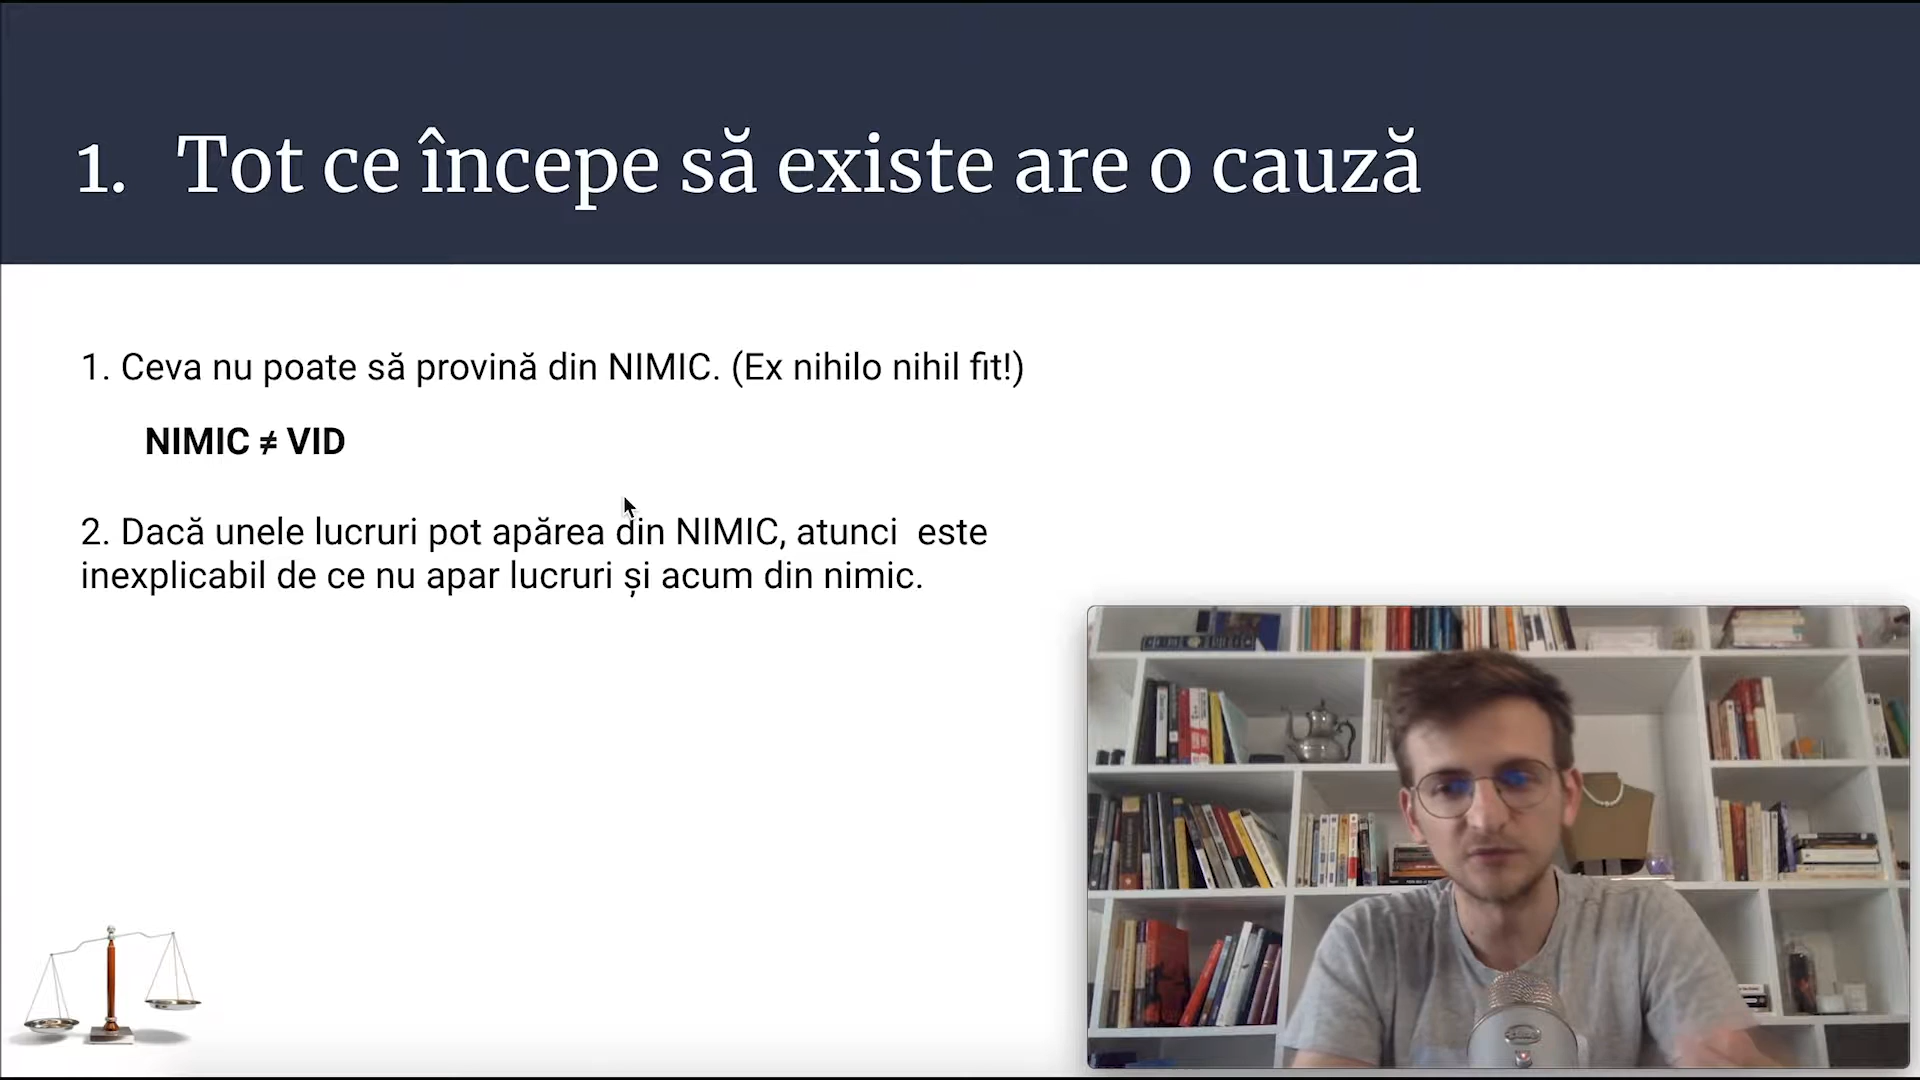 1. Tot ce începe să existe are o cauză
1. Ceva nu poate să provină din NIMIC. (Ex nihilo nihil fit!)
NIMIC ≠ VID
2. Dacă unele lucruri pot apărea din NIMIC, atunci  este
inexplicabil de ce nu apar lucruri și acum din nimic.